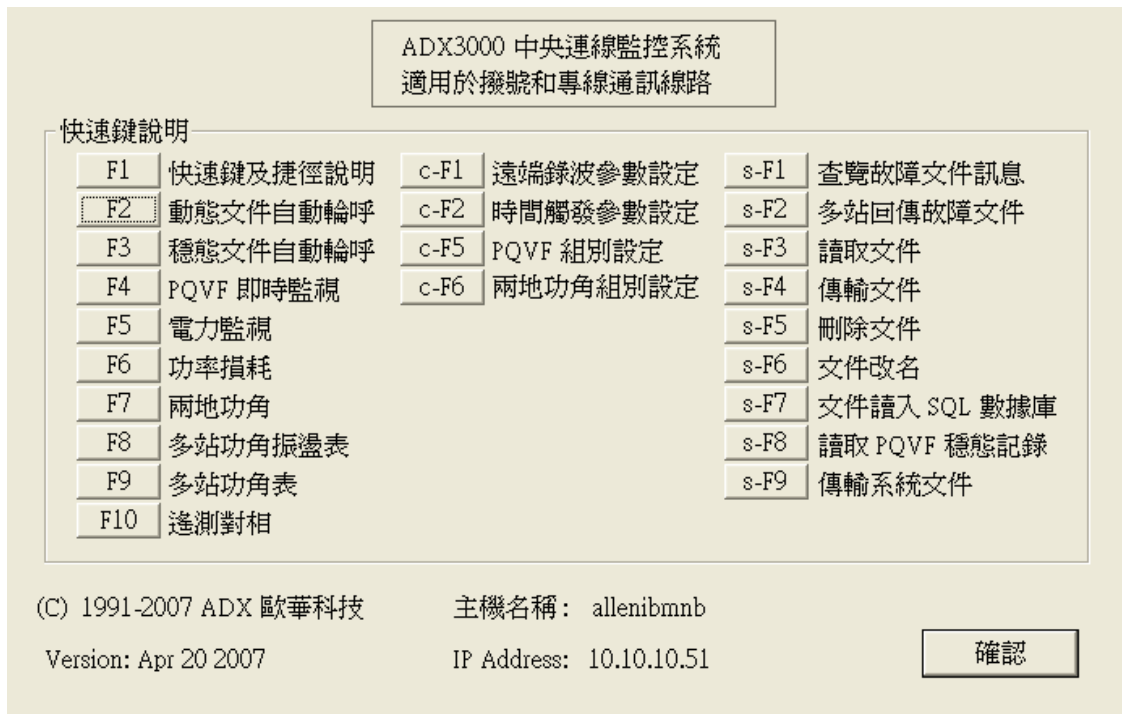 ADX3000 中央連線監控系統
適用於撥號和專線通訊線路
快速鍵說明
F1 快速鍵及捷徑說明 c-F1 遠端錄波參數設定 s-F1 查覽故障文件訊息
F2 動態文件自動輪呼 c-F2 時間觸發參數設定 s-F2 多站回傳故障文件
F3 穩態文件自動輪呼 c-F5 PQVF 組別設定 s-F3 讀取文件
F4 PQVF 即時監視 c-F6 兩地功角組別設定 s-F4 傳輸文件
F5 電力監視 s-F5 刪除文件
F6 功率損耗 s-F6 文件改名
F7 兩地功角 s-F7 文件讀入 SQL 數據庫
F8 多站功角振盪表 s-F8 讀取 PQVF 穩態記錄
F9 多站功角表 s-F9 傳輸系統文件
F10 遙測對相
(C) 1991-2007 ADX 歐華科技 主機名稱: allenibmnb
Version: Apr 20 2007 IP Address: 10.10.10.51 確認